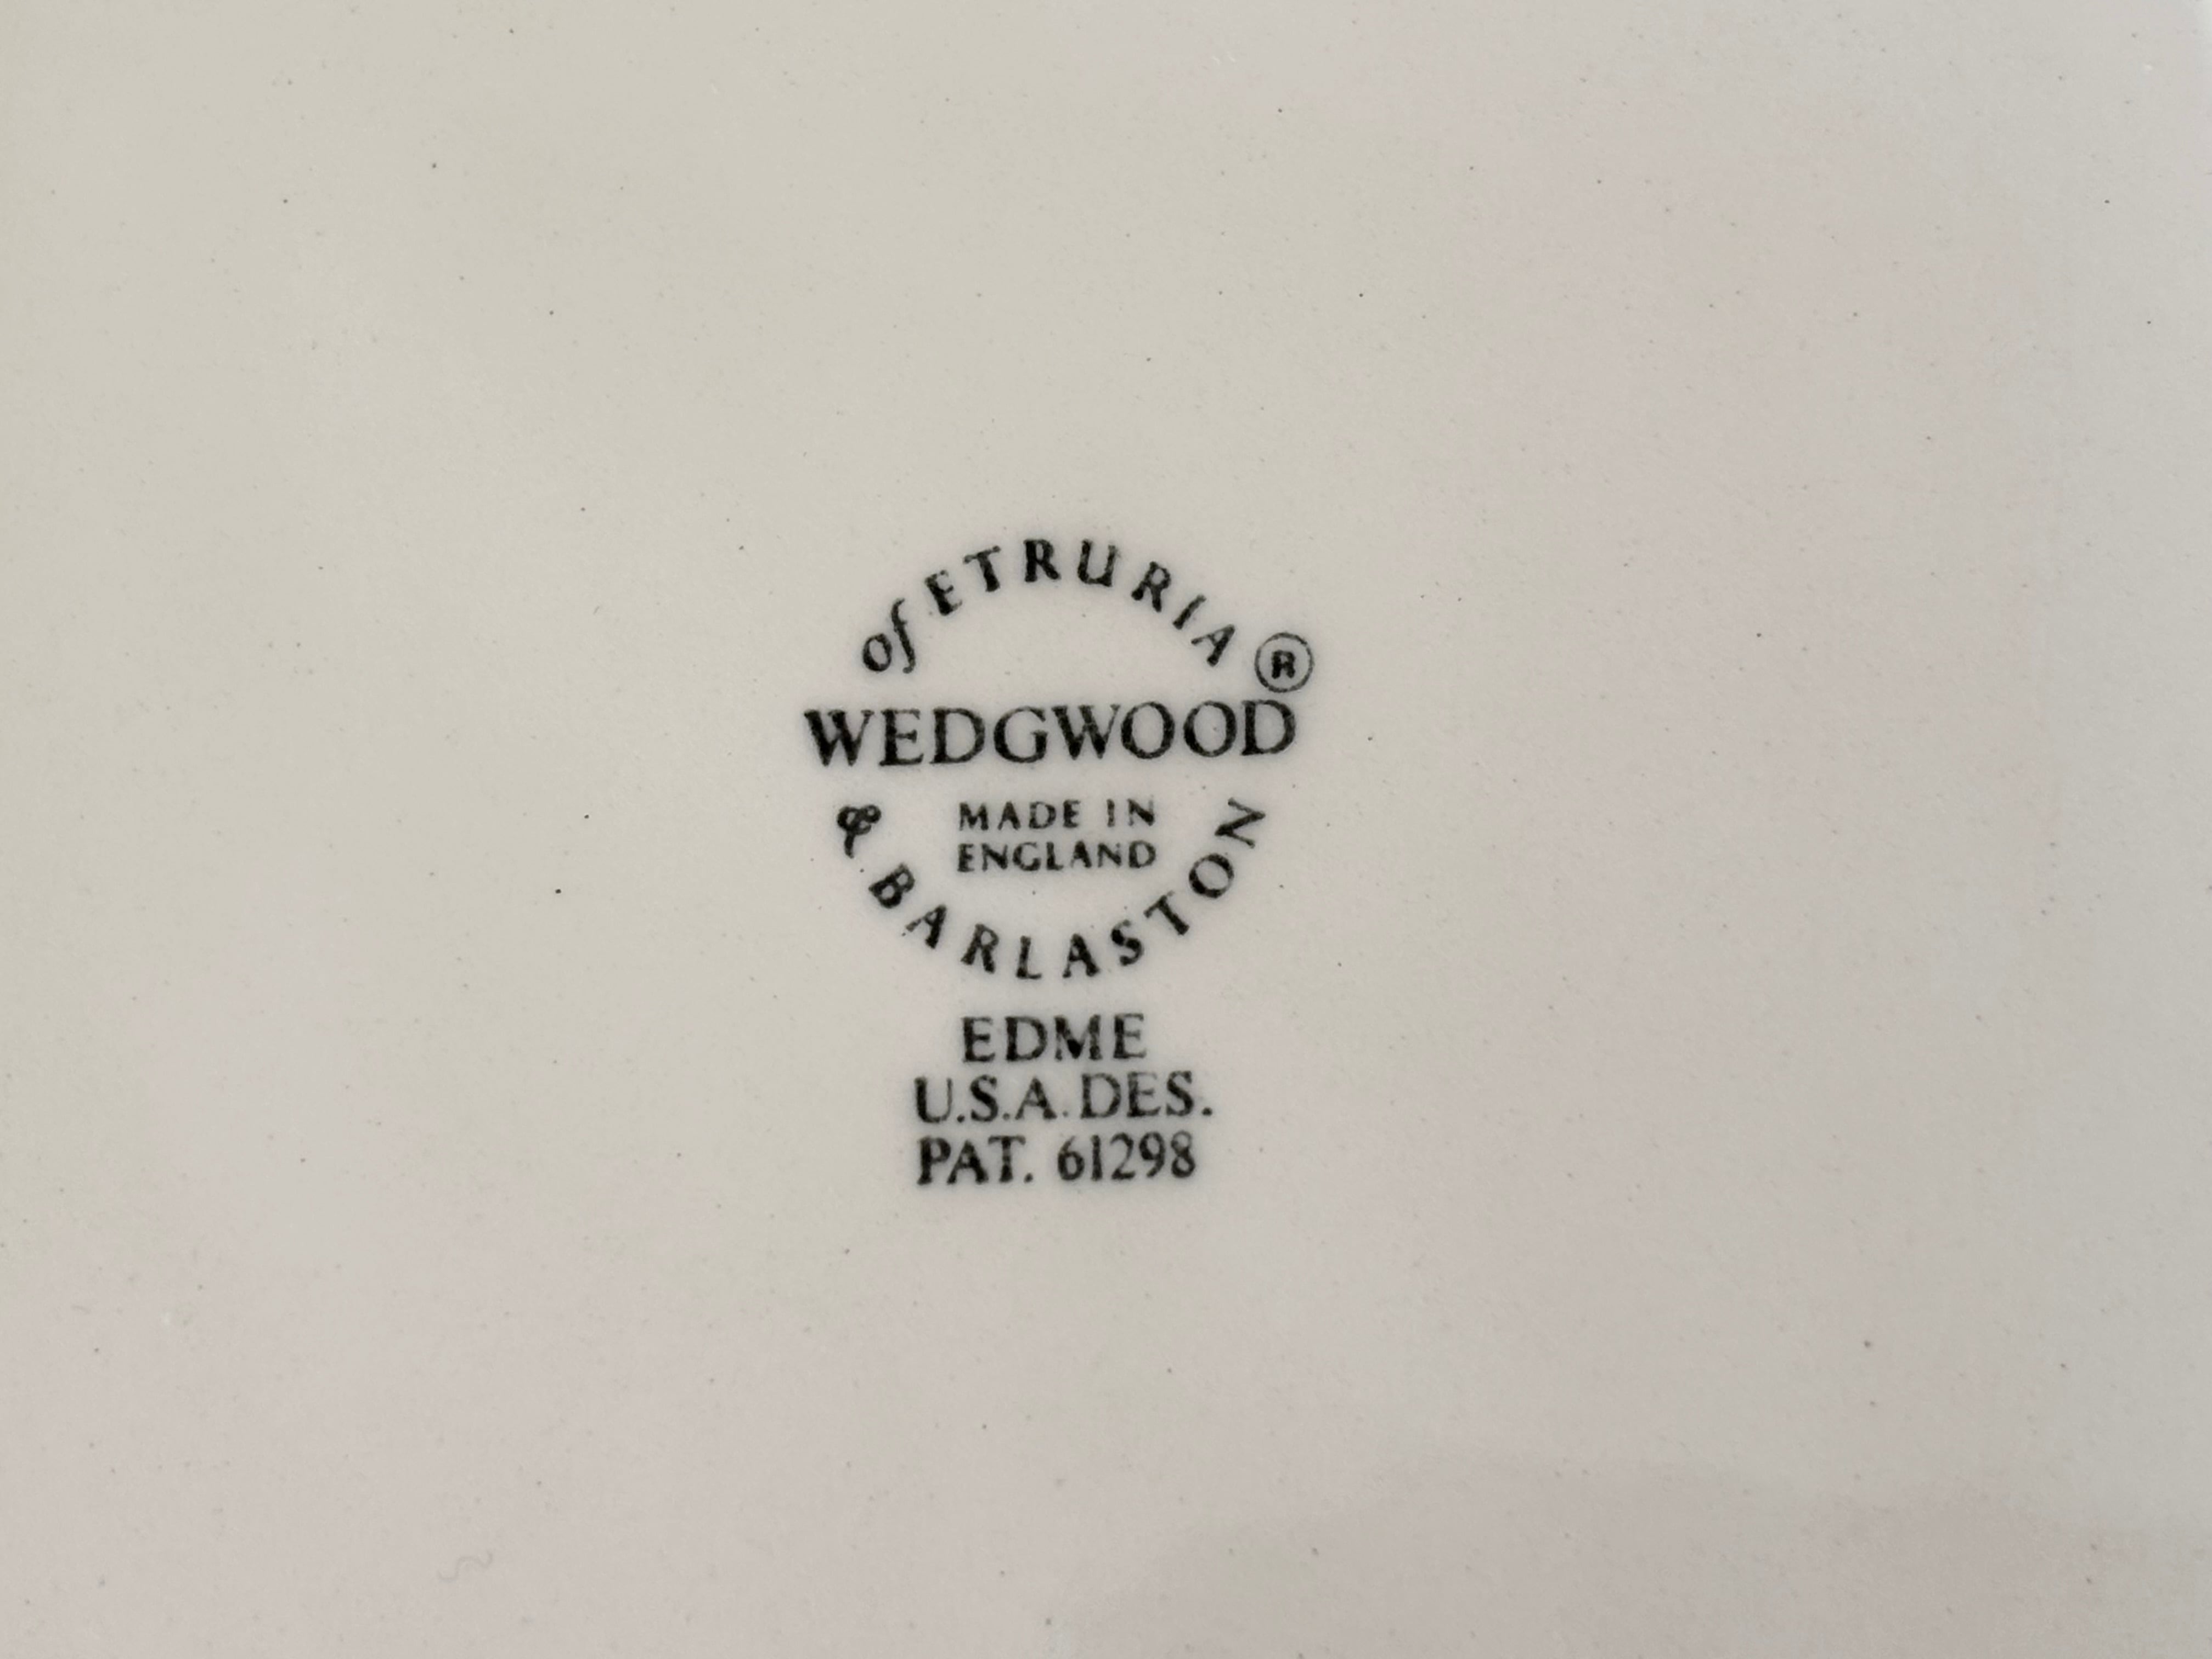 of ETRURIA ®
WEDGWOOD
MADE IN
ENGLAND
& BARLASTON
EDME
U.S.A. DES.
PAT. 61298